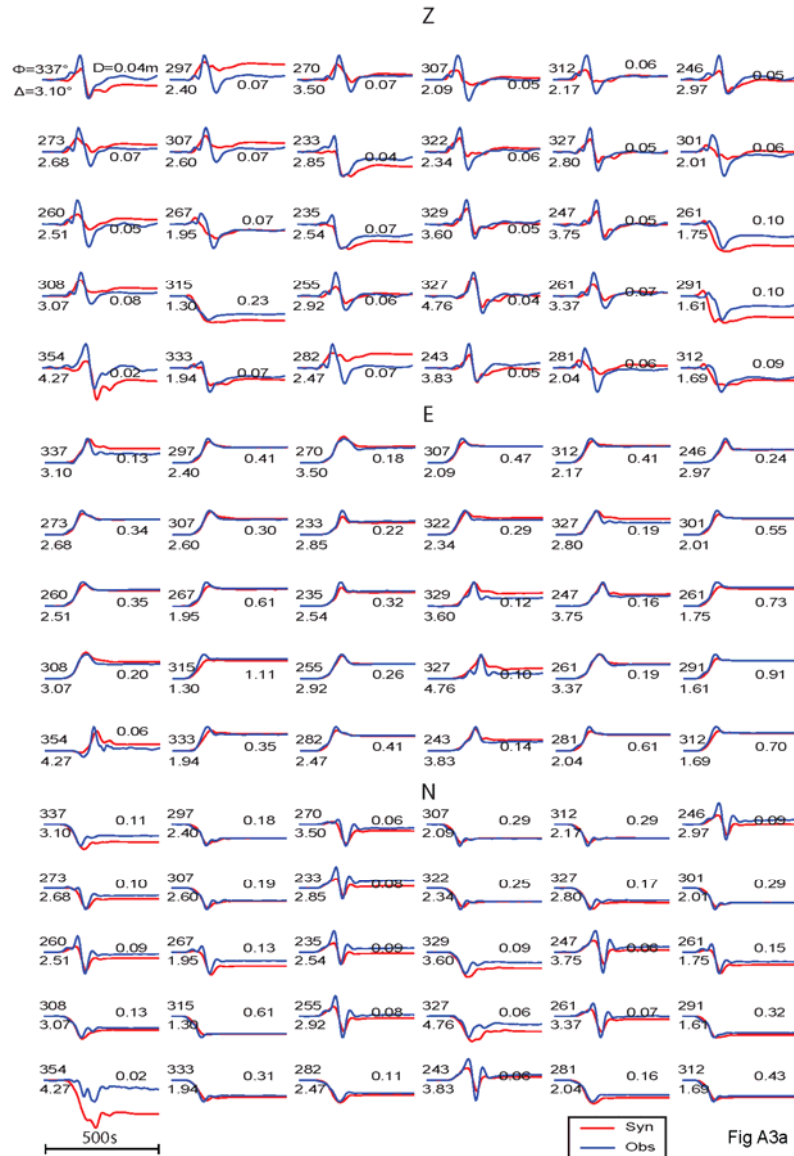 Z
Φ=337° D=0.04m 297 270 307 312 0.06 246
Δ=3.10° 2.40 0.07 3.50 0.07 2.09 0.05 2.17 2.97 0.05
273 307 233 0.04 322 327 0.05 301 0.06
2.68 0.07 2.60 0.07 2.85 2.34 0.06 2.80 2.01
260 0.05 267 0.07 235 0.07 329 0.05 247 0.05 261 0.10
2.51 1.95 2.54 3.60 3.75 1.75
308 0.08 315 0.23 255 0.06 327 0.04 261 0.07 291 0.10
3.07 1.30 2.92 4.76 3.37 1.61
354 0.02 333 0.07 282 0.07 243 0.05 281 0.06 312 0.09
4.27 1.94 2.47 3.83 2.04 1.69
E
337 0.13 297 0.41 270 0.18 307 0.47 312 0.41 246 0.24
3.10 2.40 3.50 2.09 2.17 2.97
273 0.34 307 0.30 233 0.22 322 0.29 327 0.19 301 0.55
2.68 2.60 2.85 2.34 2.80 2.01
260 0.35 267 0.61 235 0.32 329 0.12 247 0.16 261 0.73
2.51 1.95 2.54 3.60 3.75 1.75
308 0.20 315 1.11 255 0.26 327 0.10 261 0.19 291 0.91
3.07 1.30 2.92 4.76 3.37 1.61
354 0.06 333 0.35 282 0.41 243 0.14 281 0.61 312 0.70
4.27 1.94 2.47 3.83 2.04 1.69
N
337 0.11 297 0.18 270 0.06 307 0.29 312 0.29 246 0.09
3.10 2.40 3.50 2.09 2.17 2.97
273 0.10 307 0.19 233 0.08 322 0.25 327 0.17 301 0.29
2.68 2.60 2.85 2.34 2.80 2.01
260 0.09 267 0.13 235 0.09 329 0.09 247 0.06 261 0.15
2.51 1.95 2.54 3.60 3.75 1.75
308 0.13 315 0.61 255 0.08 327 0.06 261 0.07 291 0.32
3.07 1.30 2.92 4.76 3.37 1.61
354 0.02 333 0.31 282 0.11 243 0.06 281 0.16 312 0.43
4.27 1.94 2.47 3.83 2.04 1.69
500s
Syn
Obs
Fig A3a